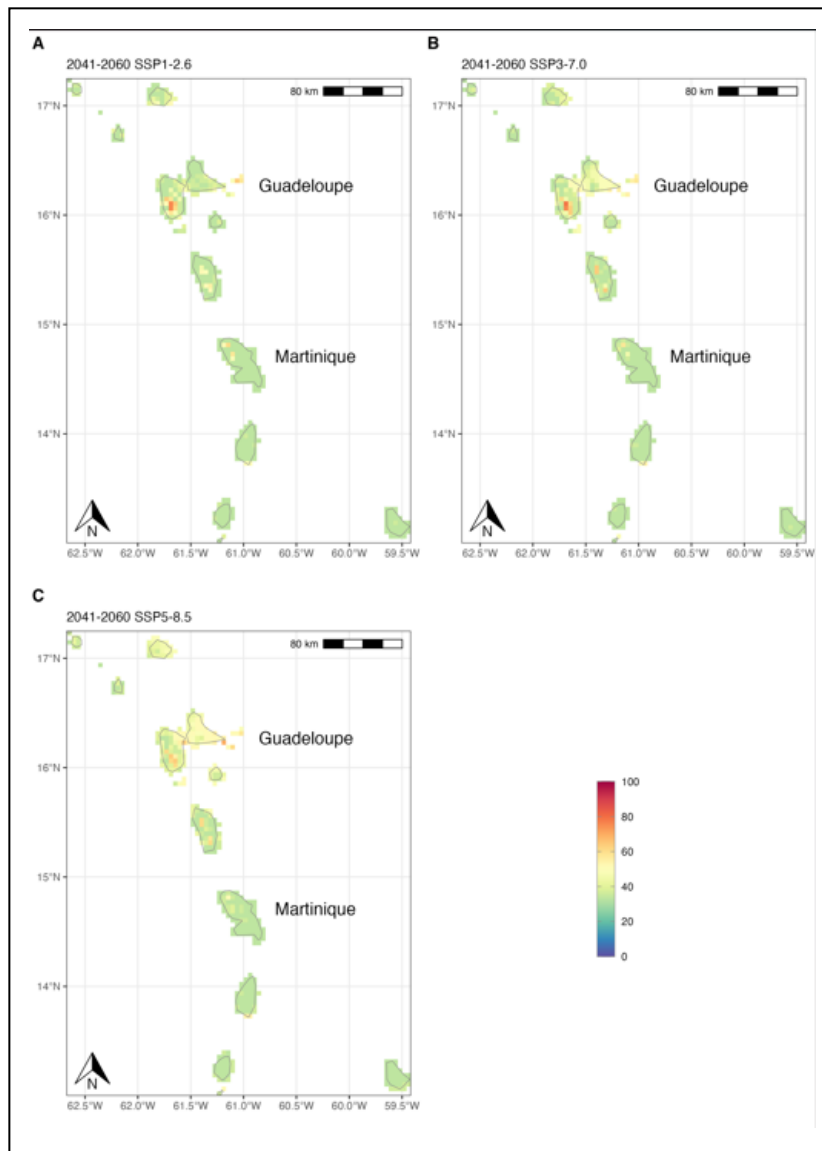 A
2041-2060 SSP1-2.6
80 km
17°N
16°N
15°N
14°N
Guadeloupe
Martinique
N
62.5°W 62.0°W 61.5°W 61.0°W 60.5°W 60.0°W 59.5°W
B
2041-2060 SSP3-7.0
80 km
17°N
16°N
15°N
14°N
Guadeloupe
Martinique
N
62.5°W 62.0°W 61.5°W 61.0°W 60.5°W 60.0°W 59.5°W
C
2041-2060 SSP5-8.5
80 km
17°N
16°N
15°N
14°N
Guadeloupe
Martinique
N
62.5°W 62.0°W 61.5°W 61.0°W 60.5°W 60.0°W 59.5°W
100
80
60
40
20
0